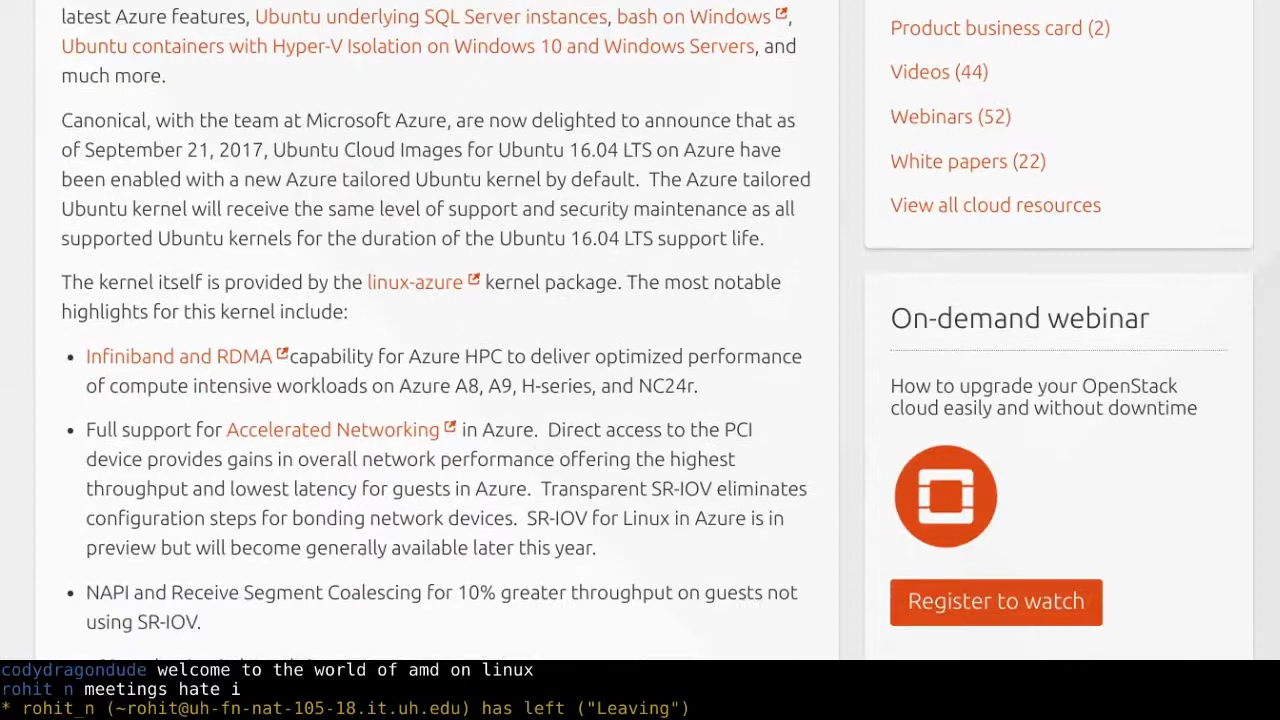 latest Azure features, Ubuntu underlying SQL Server instances, bash on Windows,
Ubuntu containers with Hyper-V Isolation on Windows 10 and Windows Servers, and
much more.
Canonical, with the team at Microsoft Azure, are now delighted to announce that as
of September 21, 2017, Ubuntu Cloud Images for Ubuntu 16.04 LTS on Azure have
been enabled with a new Azure tailored Ubuntu kernel by default.  The Azure tailored
Ubuntu kernel will receive the same level of support and security maintenance as all
supported Ubuntu kernels for the duration of the Ubuntu 16.04 LTS support life.
The kernel itself is provided by the linux-azure kernel package. The most notable
highlights for this kernel include:
• Infiniband and RDMA capability for Azure HPC to deliver optimized performance
of compute intensive workloads on Azure A8, A9, H-series, and NC24r.
• Full support for Accelerated Networking in Azure.  Direct access to the PCI
device provides gains in overall network performance offering the highest
throughput and lowest latency for guests in Azure.  Transparent SR-IOV eliminates
configuration steps for bonding network devices.  SR-IOV for Linux in Azure is in
preview but will become generally available later this year.
• NAPI and Receive Segment Coalescing for 10% greater throughput on guests not
using SR-IOV.
Product business card (2)
Videos (44)
Webinars (52)
White papers (22)
View all cloud resources
On-demand webinar
How to upgrade your OpenStack
cloud easily and without downtime
Register to watch
codydragondude welcome to the world of amd on linux
rohit_n meetings hate i
* rohit_n (~rohit@uh-fn-nat-105-18.it.uh.edu) has left ("Leaving")